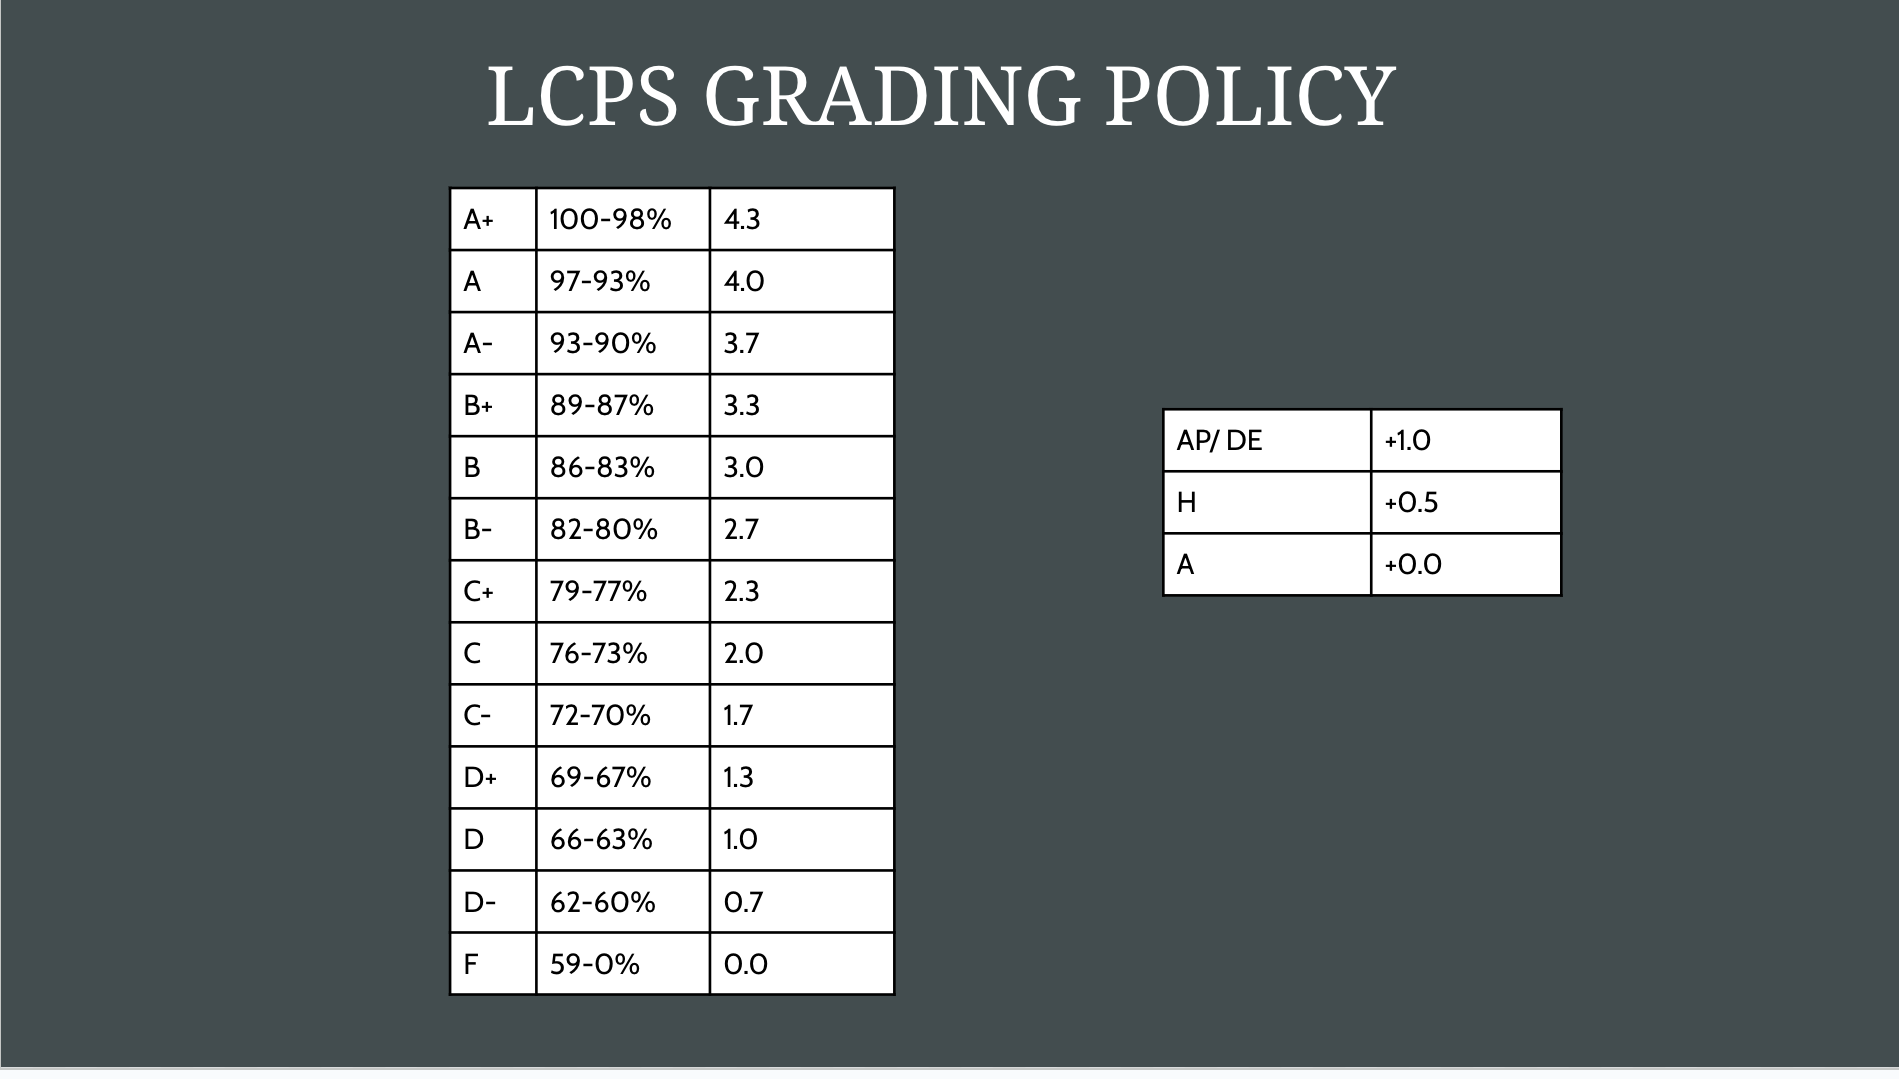 LCPS GRADING POLICY
A+ 100-98% 4.3
A 97-93% 4.0
A- 93-90% 3.7
B+ 89-87% 3.3
B 86-83% 3.0
B- 82-80% 2.7
C+ 79-77% 2.3
C 76-73% 2.0
C- 72-70% 1.7
D+ 69-67% 1.3
D 66-63% 1.0
D- 62-60% 0.7
F 59-0% 0.0
AP/ DE +1.0
H +0.5
A +0.0